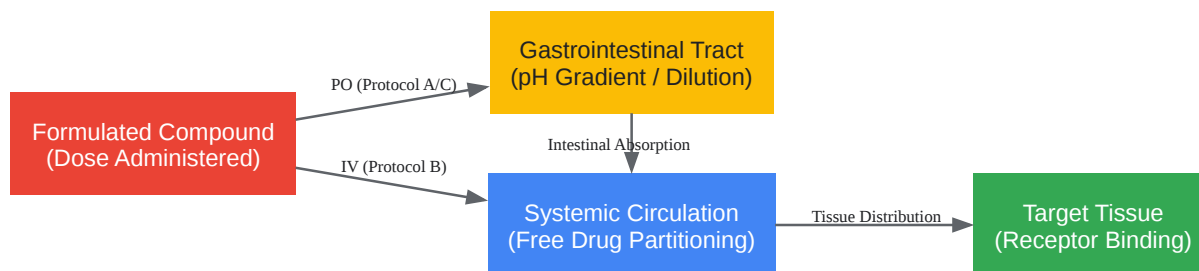 Gastrointestinal Tract
(pH Gradient / Dilution)
PO (Protocol A/C)
Formulated Compound
(Dose Administered)
Intestinal Absorption
IV (Protocol B)
Systemic Circulation
(Free Drug Partitioning)
Tissue Distribution
Target Tissue
(Receptor Binding)